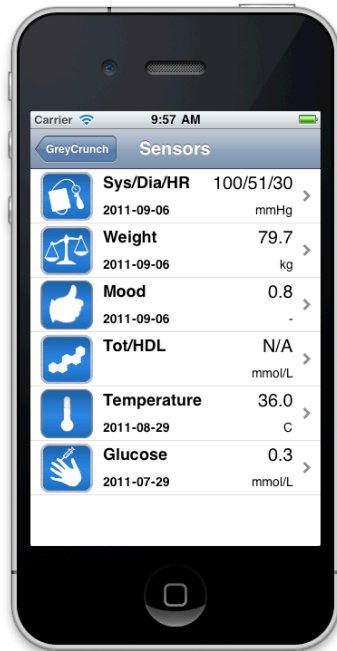 Carrier 9:57 AM
GreyCrunch Sensors
Sys/Dia/HR 100/51/30
2011-09-06 mmHg
Weight 79.7
2011-09-06 kg
Mood 0.8
2011-09-06 -
Tot/HDL N/A
mmol/L
Temperature 36.0
2011-08-29 C
Glucose 0.3
2011-07-29 mmol/L